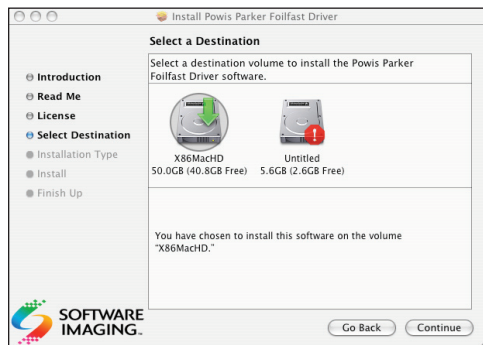 Install Powis Parker Foilfast Driver
Select a Destination
Introduction
Read Me
License
Select Destination
Installation Type
Install
Finish Up
Select a destination volume to install the Powis Parker
Foilfast Driver software.
X86MacHD
50.0GB (40.8GB Free)
Untitled
5.6GB (2.6GB Free)
You have chosen to install this software on the volume
"X86MacHD."
SOFTWARE
IMAGING
Go Back
Continue